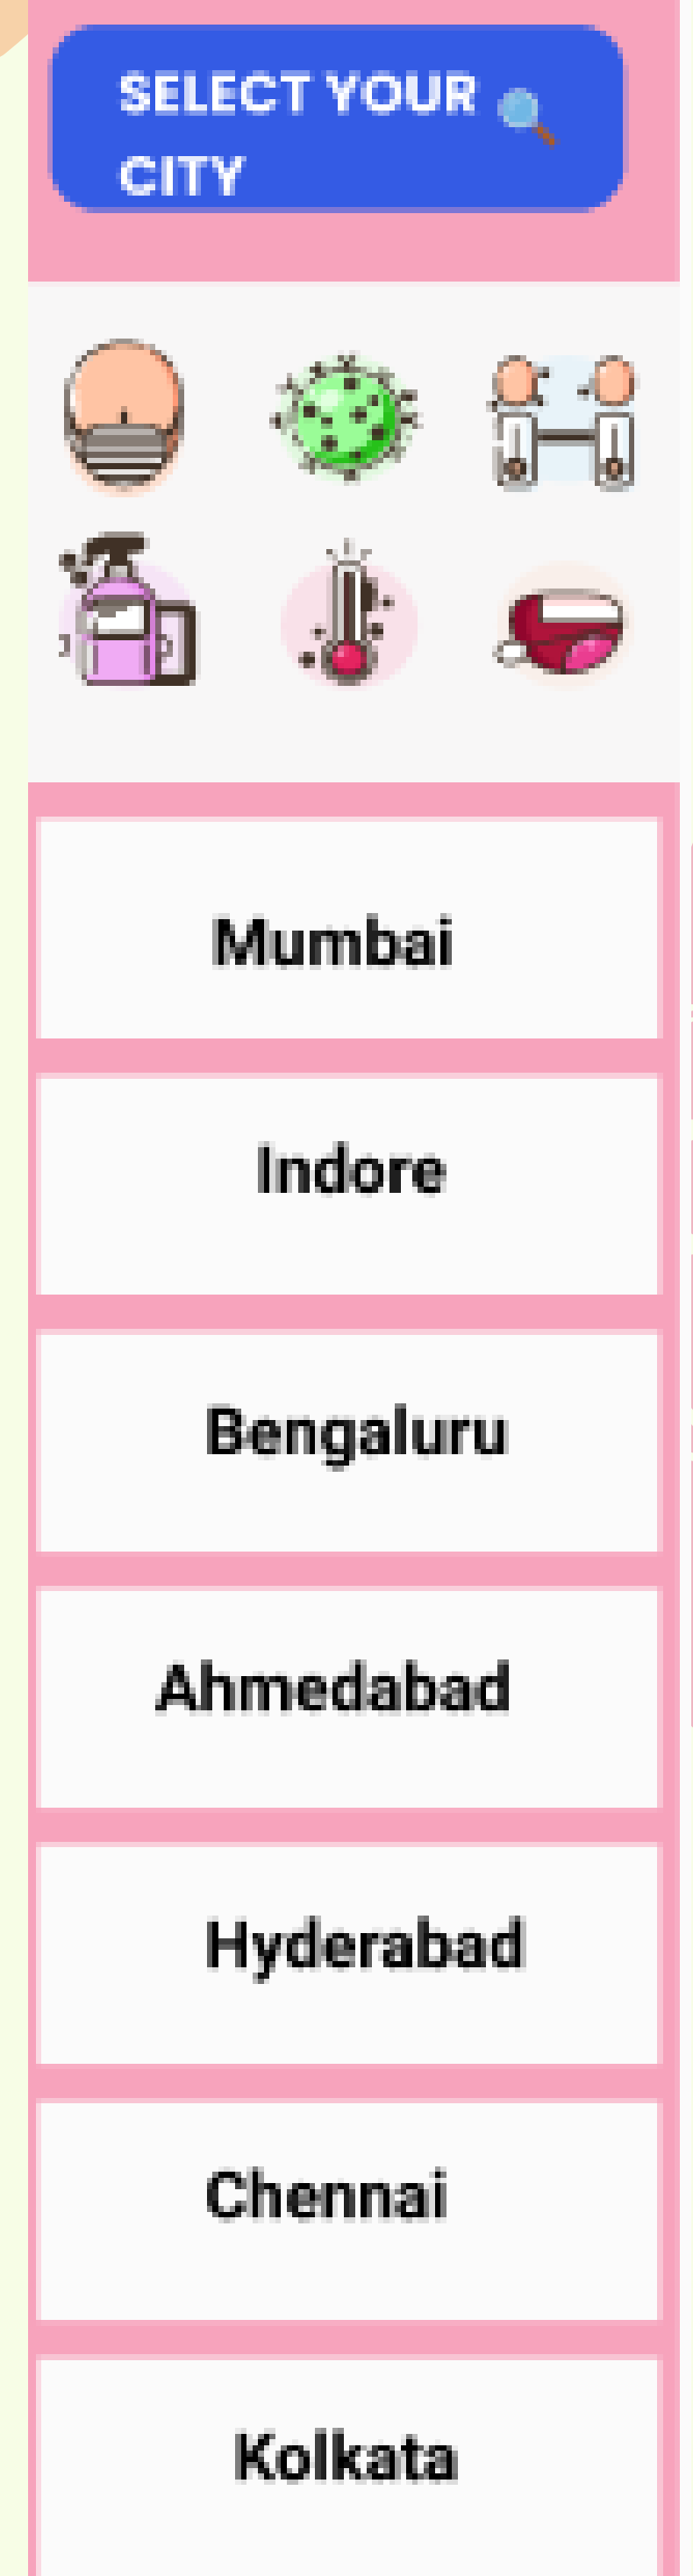 SELECT YOUR
CITY
Mumbai
Indore
Bengaluru
Ahmedabad
Hyderabad
Chennai
Kolkata